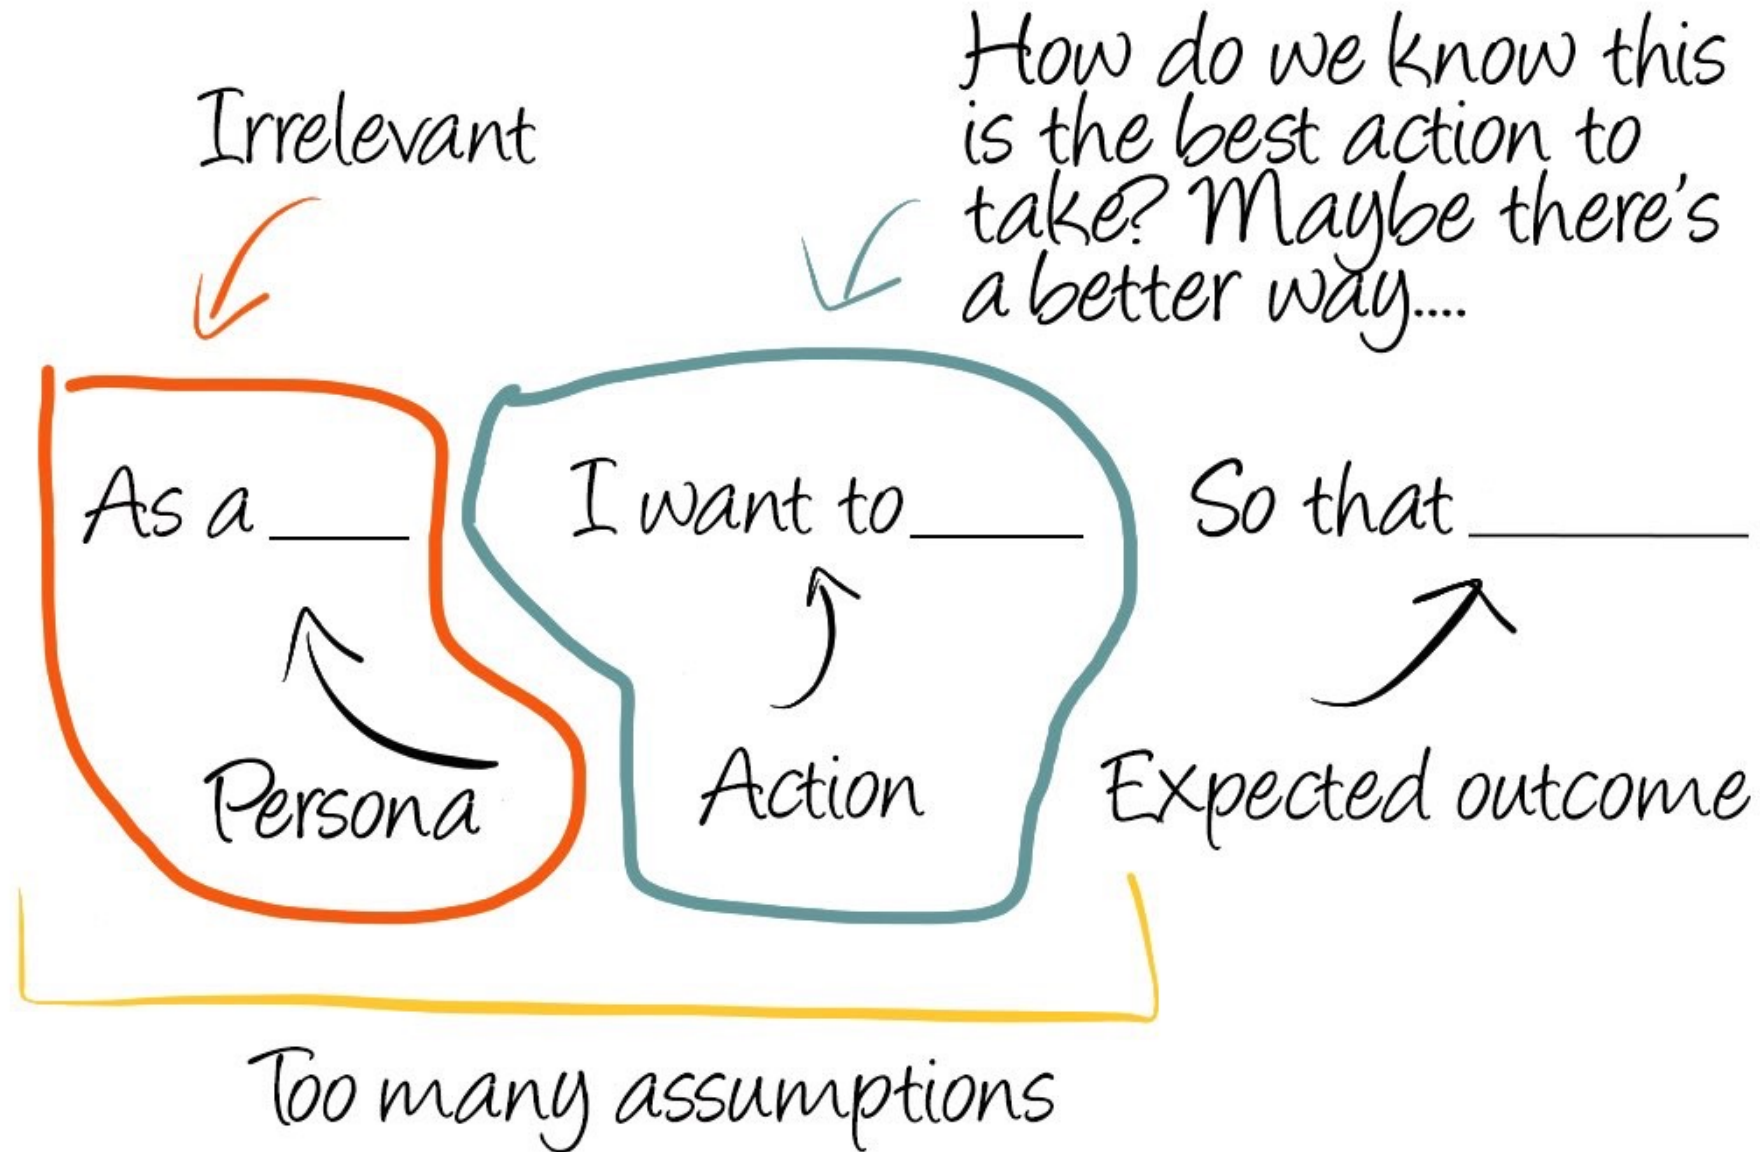 Irrelevant
How do we know this
is the best action to
take? Maybe there's
a better way....
As a ____ I want to ____ So that ____
Persona Action Expected outcome
Too many assumptions